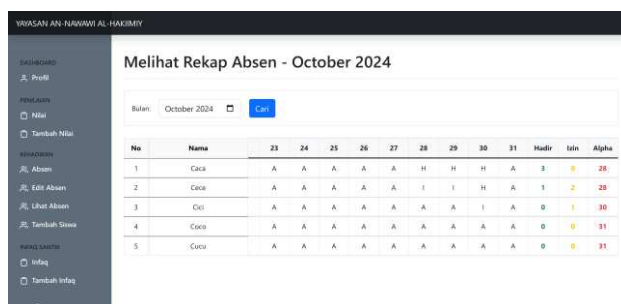 YAYASAN AN-NAWAWI AL-HAKIIMIY
DASHBOARD
Profil
PENILAIAN
Nilai
Tambah Nilai
KEHADIRAN
Absen
Edit Absen
Lihat Absen
Tambah Siswa
INFAQ SANTRI
Infaq
Tambah Infaq
Melihat Rekap Absen - October 2024
Bulan: October 2024 Cari
No Nama 23 24 25 26 27 28 29 30 31 Hadir Izin Alpha
1 Caca A A A A A H H H A 3 0 28
2 Cece A A A A A I I H A 1 2 28
3 Cici A A A A A A A I A 0 1 30
4 Coco A A A A A A A A A 0 0 31
5 Cucu A A A A A A A A A 0 0 31